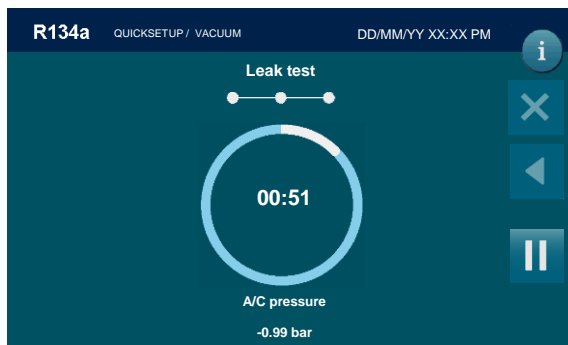 R134a QUICKSETUP / VACUUM DD/MM/YY XX:XX PM
i
Leak test
00:51
A/C pressure
-0.99 bar